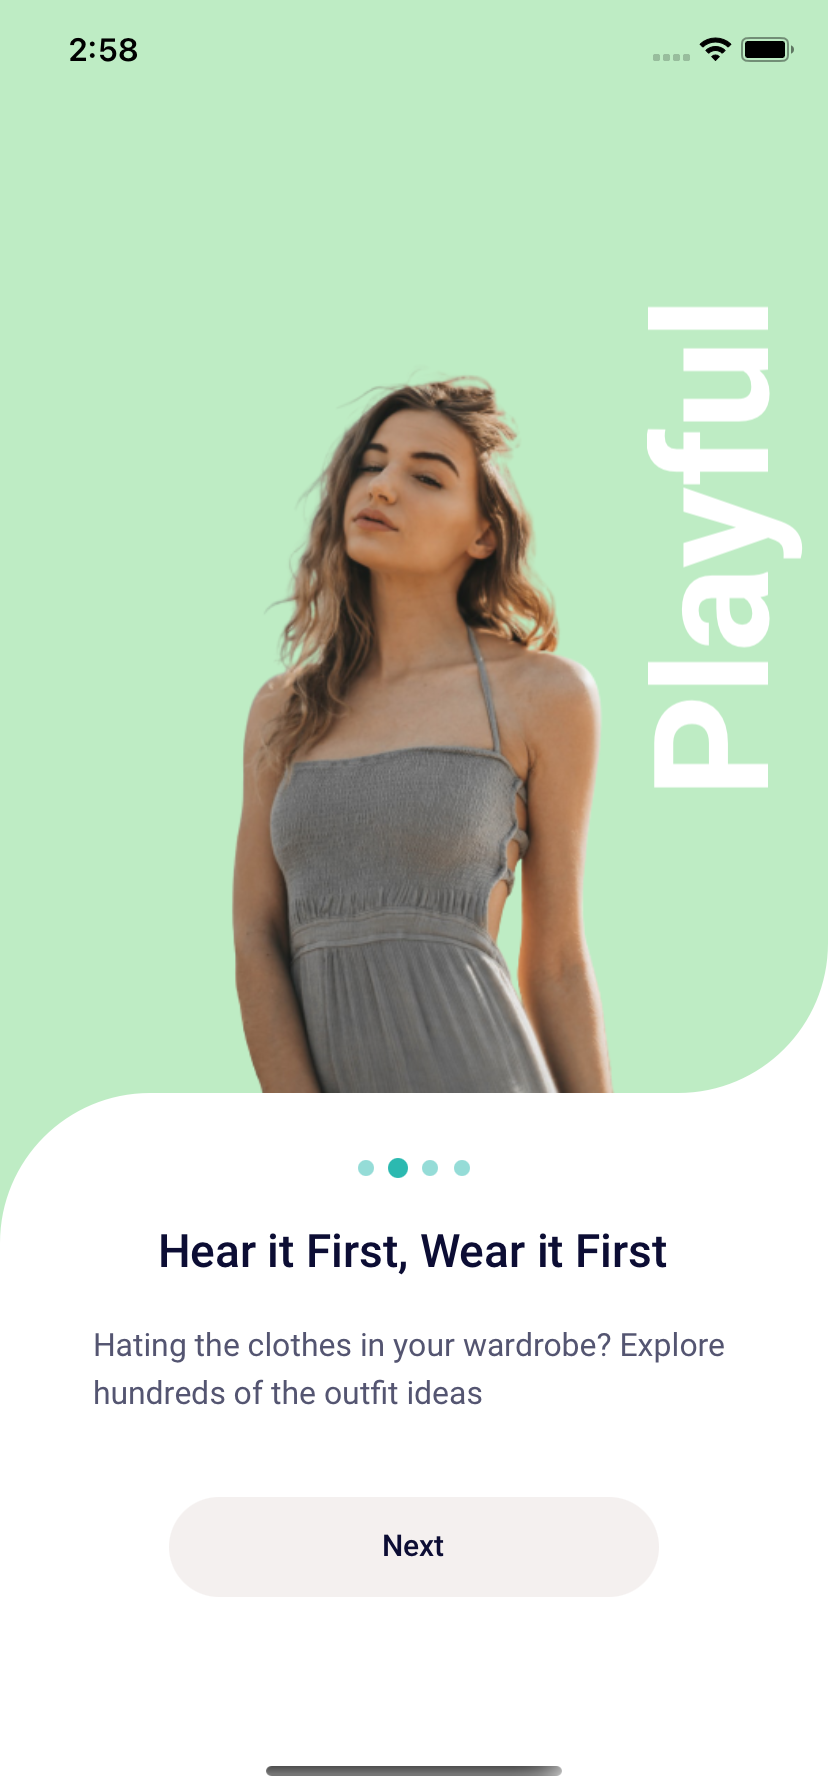 2:58
Playful
Hear it First, Wear it First
Hating the clothes in your wardrobe? Explore
hundreds of the outfit ideas
Next